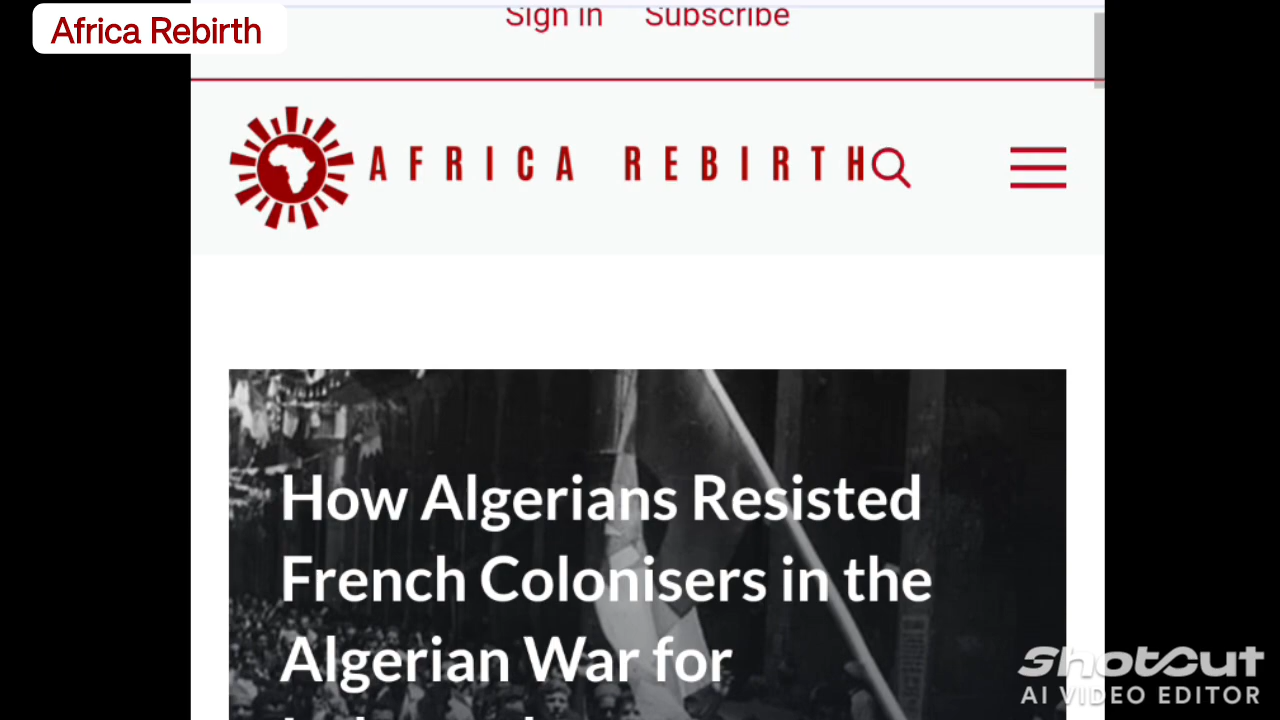 Africa Rebirth
Sign in Subscribe
AFRICA REBIRTH
How Algerians Resisted
French Colonisers in the
Algerian War for
ShotCut
AI VIDEO EDITOR